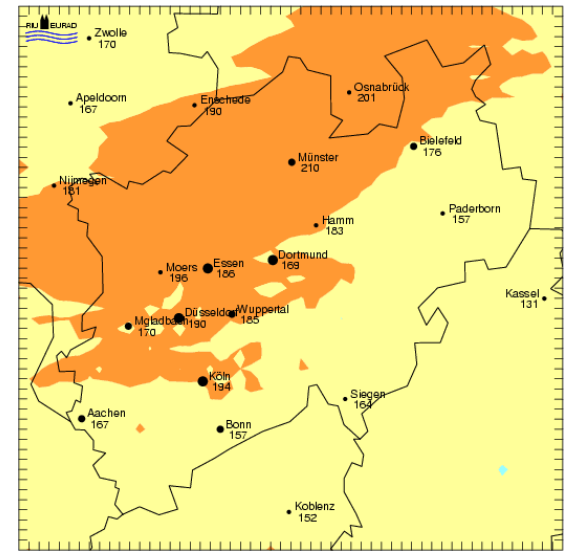 RIU EURAD
Zwolle
170
Apeldoorn
167
Enschede
190
Osnabrück
201
Bielefeld
176
Münster
210
Nijmegen
181
Paderborn
157
Hamm
183
Dortmund
169
Essen
186
Moers
196
Kassel
131
Wuppertal
185
Düsseldorf
190
Mgladbach
170
Köln
194
Siegen
164
Aachen
167
Bonn
157
Koblenz
152